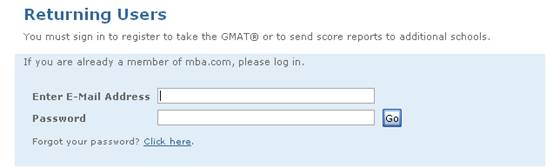 Returning Users
You must sign in to register to take the GMAT® or to send score reports to additional schools.
If you are already a member of mba.com, please log in.
Enter E-Mail Address
Password Go
Forgot your password? Click here.